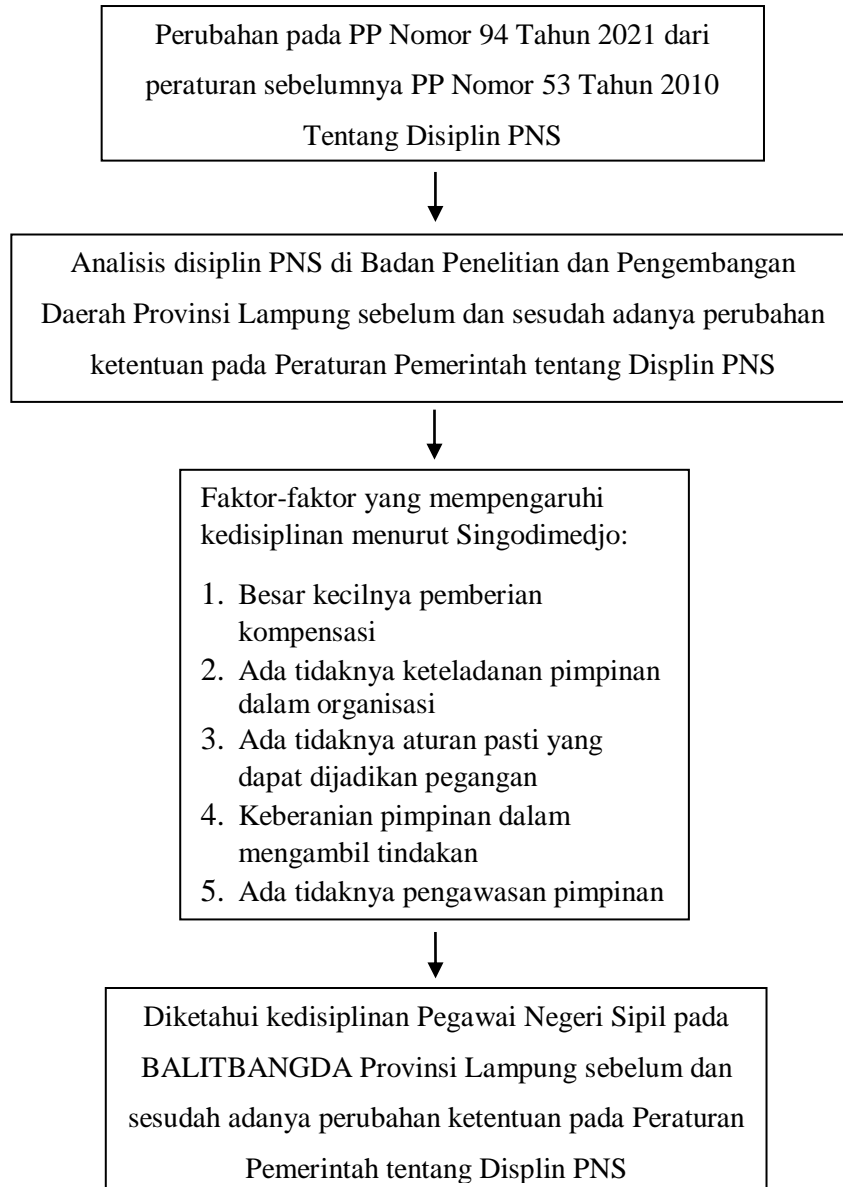 Perubahan pada PP Nomor 94 Tahun 2021 dari
peraturan sebelumnya PP Nomor 53 Tahun 2010
Tentang Disiplin PNS
Analisis disiplin PNS di Badan Penelitian dan Pengembangan
Daerah Provinsi Lampung sebelum dan sesudah adanya perubahan
ketentuan pada Peraturan Pemerintah tentang Displin PNS
Faktor-faktor yang mempengaruhi
kedisiplinan menurut Singodimedjo:
1. Besar kecilnya pemberian
kompensasi
2. Ada tidaknya keteladanan pimpinan
dalam organisasi
3. Ada tidaknya aturan pasti yang
dapat dijadikan pegangan
4. Keberanian pimpinan dalam
mengambil tindakan
5. Ada tidaknya pengawasan pimpinan
Diketahui kedisiplinan Pegawai Negeri Sipil pada
BALITBANGDA Provinsi Lampung sebelum dan
sesudah adanya perubahan ketentuan pada Peraturan
Pemerintah tentang Displin PNS